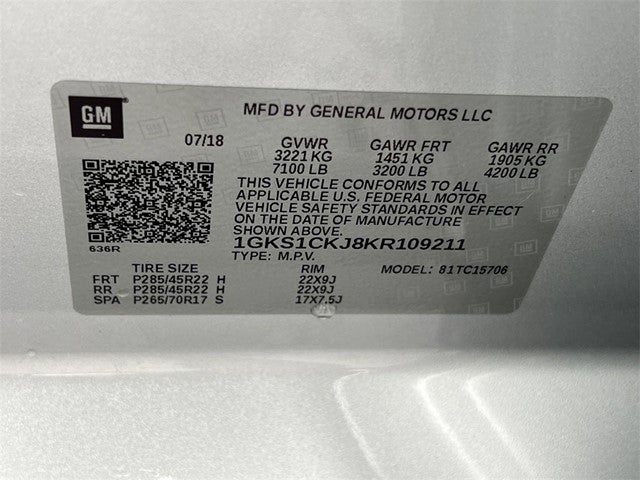 GM
MFD BY GENERAL MOTORS LLC
07/18 GVWR GAWR FRT GAWR RR
3221 KG 1451 KG 1905 KG
7100 LB 3200 LB 4200 LB
THIS VEHICLE CONFORMS TO ALL
APPLICABLE U.S. FEDERAL MOTOR
VEHICLE SAFETY STANDARDS IN EFFECT
ON THE DATE OF MANUFACTURE
SHOWN ABOVE.
636R 1GKS1CKJ8KR109211
TYPE: M.P.V.
TIRE SIZE RIM MODEL: 81TC15706
FRT P285/45R22 H 22X9J
RR P285/45R22 H 22X9J
SPA P265/70R17 S 17X7.5J